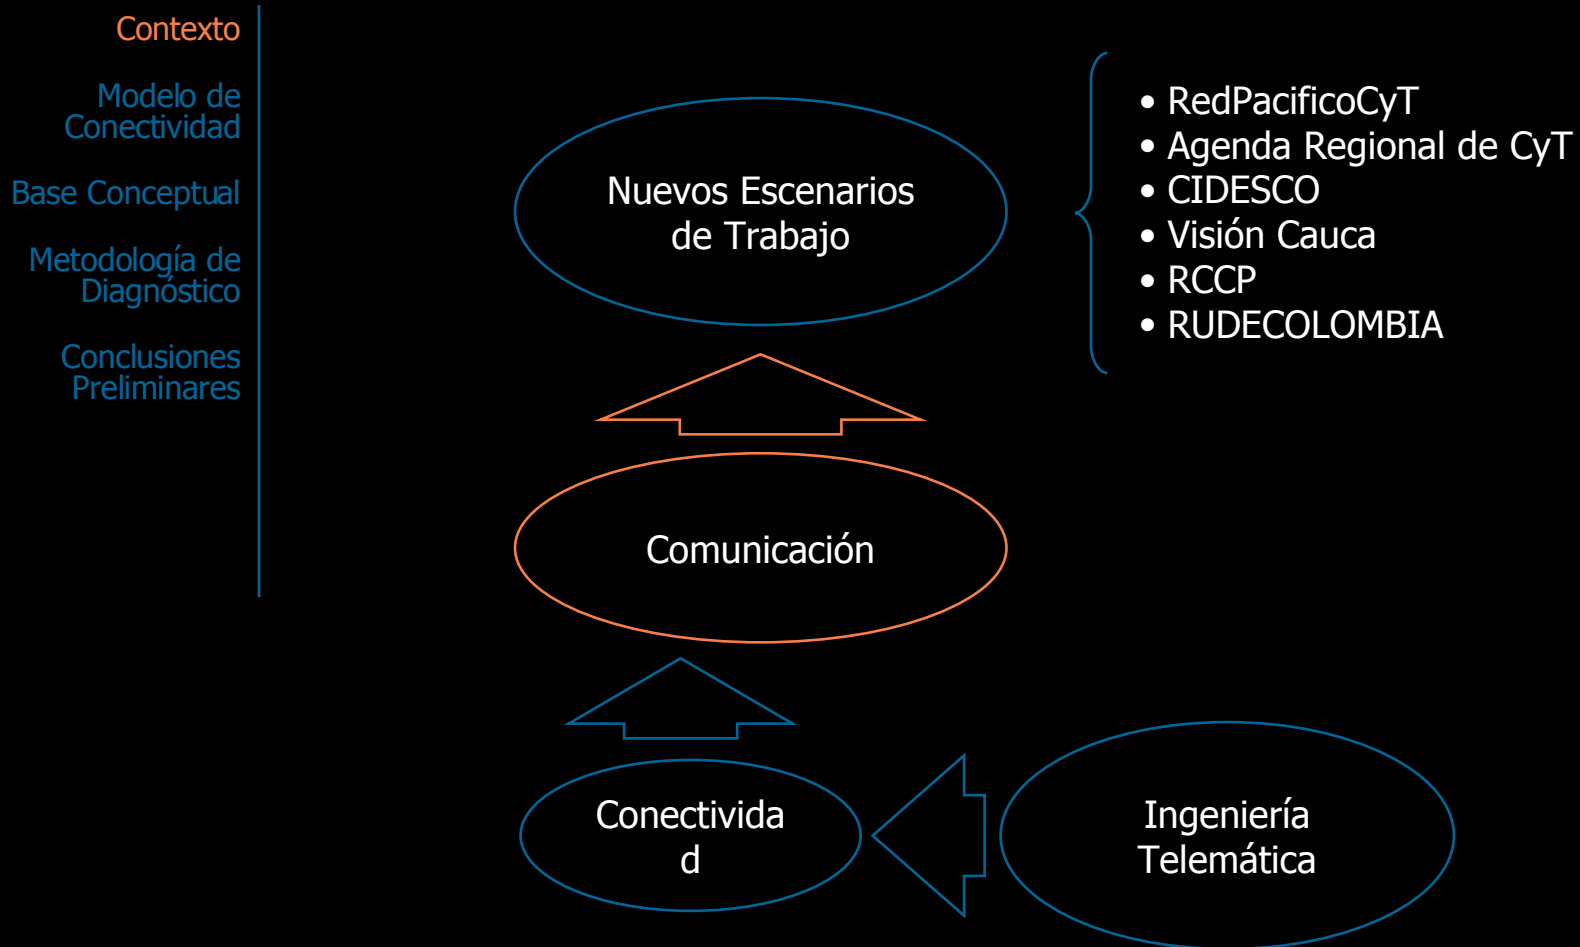 Contexto
Modelo de
Conectividad
Base Conceptual
Metodología de
Diagnóstico
Conclusiones
Preliminares
Nuevos Escenarios
de Trabajo
• RedPacificoCyT
• Agenda Regional de CyT
• CIDESCO
• Visión Cauca
• RCCP
• RUDECOLOMBIA
Comunicación
Conectivida
d
Ingeniería
Telemática